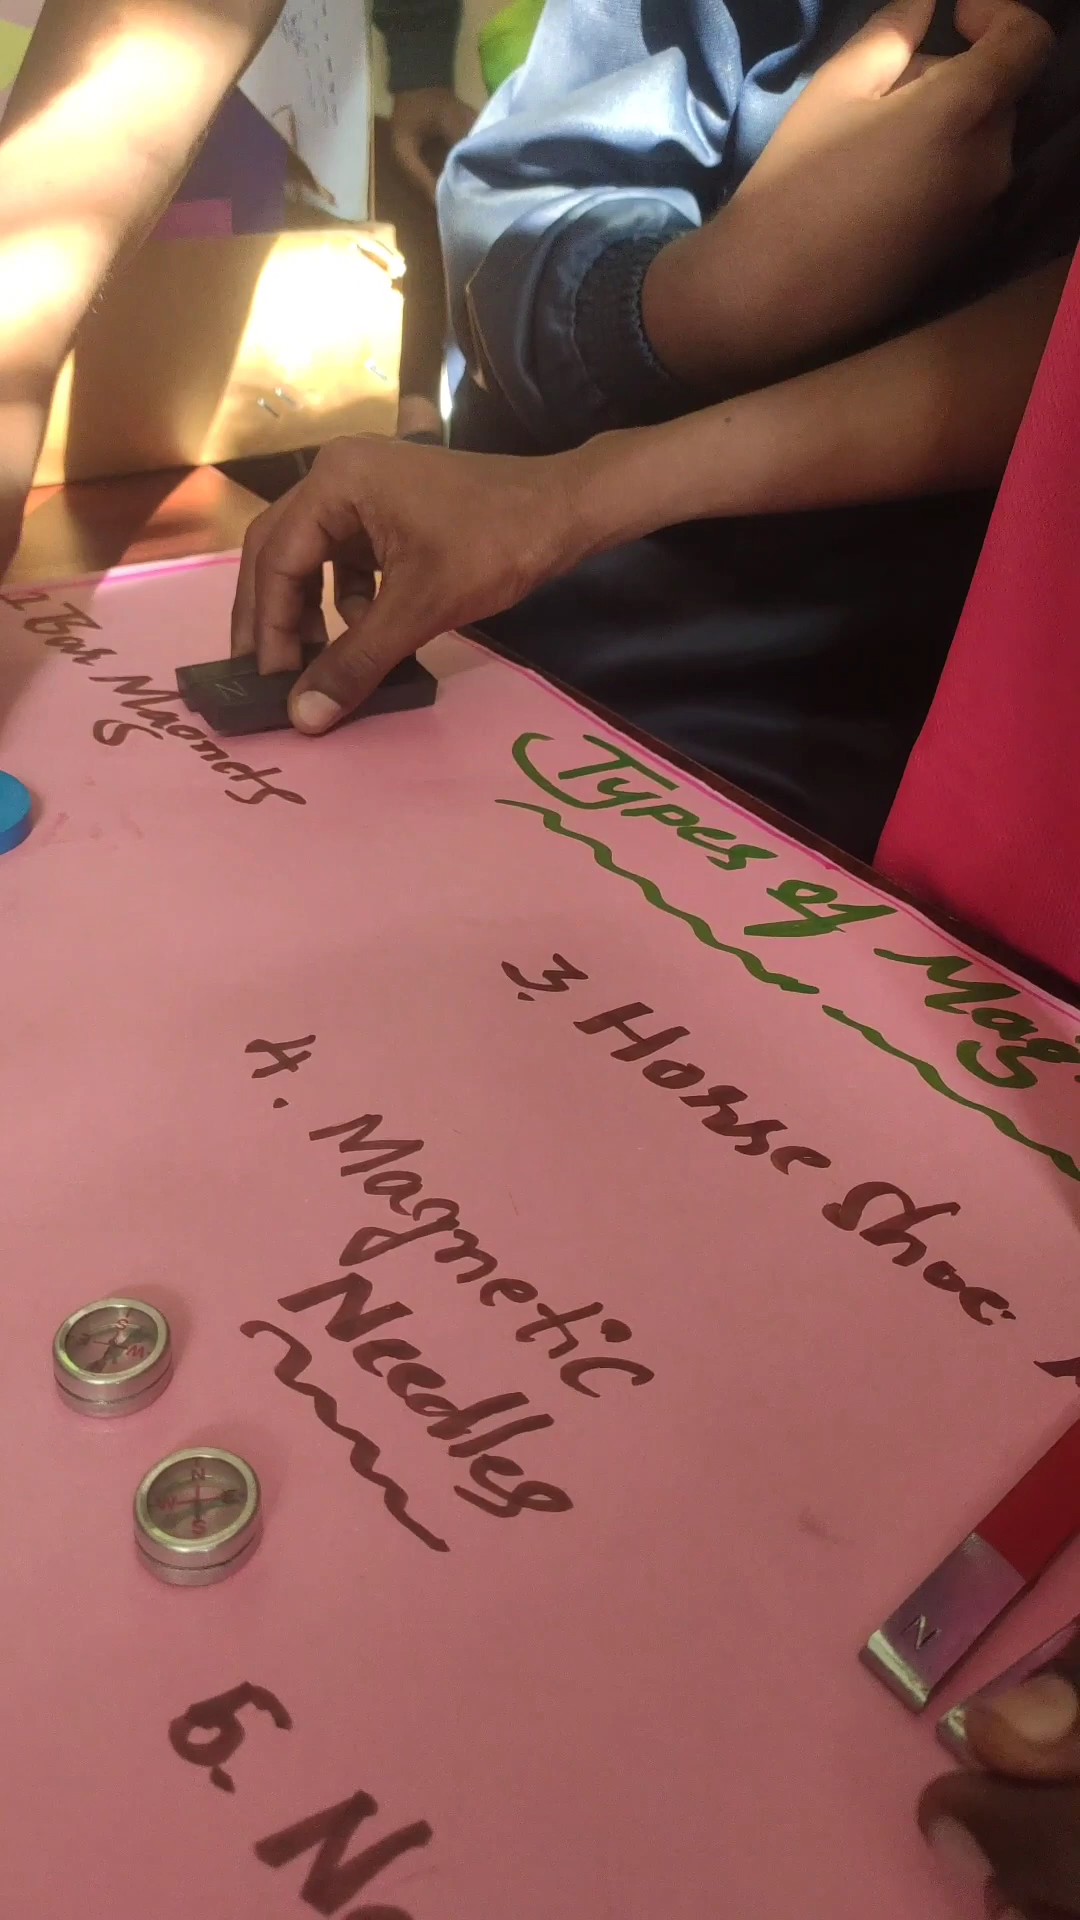 Types of Mag
2 Bar Magnets
3. Horse Shoe
4. Magnetic
Needles
N
N
S
W
N
W E
S
6. N